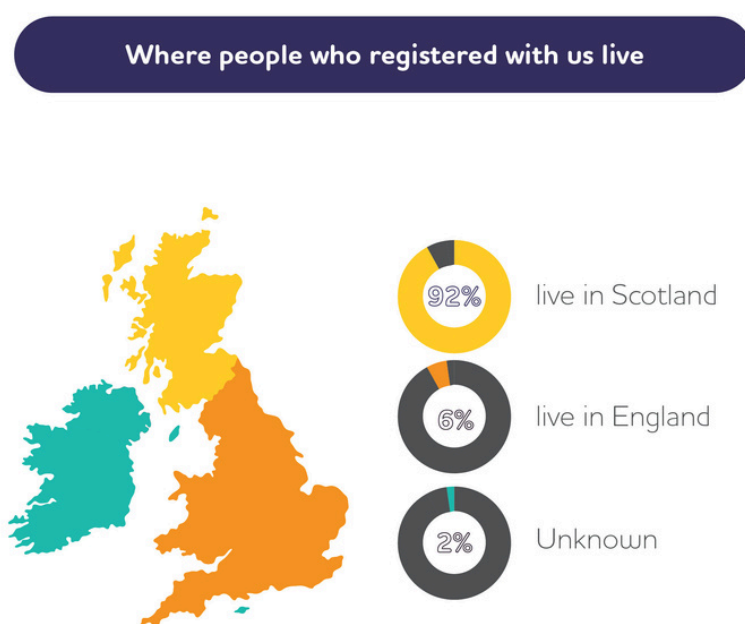 Where people who registered with us live
92%
live in Scotland
6%
live in England
2%
Unknown